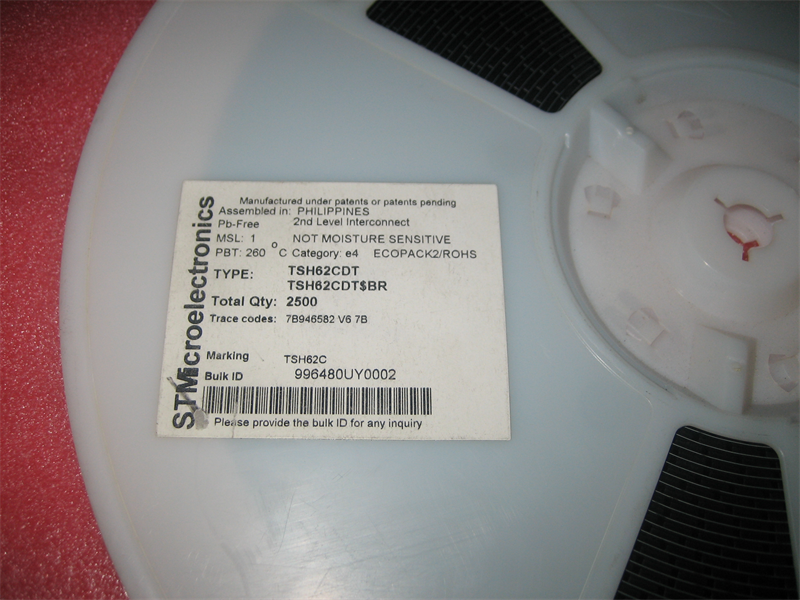 STMicroelectronics
Manufactured under patents or patents pending
Assembled in: PHILIPPINES
Pb-Free 2nd Level Interconnect
MSL: 1 NOT MOISTURE SENSITIVE
PBT: 260 °C Category: e4 ECOPACK2/ROHS
TYPE: TSH62CDT
TSH62CDT$BR
Total Qty: 2500
Trace codes: 7B946582 V6 7B
Marking TSH62C
Bulk ID 996480UY0002
Please provide the bulk ID for any inquiry